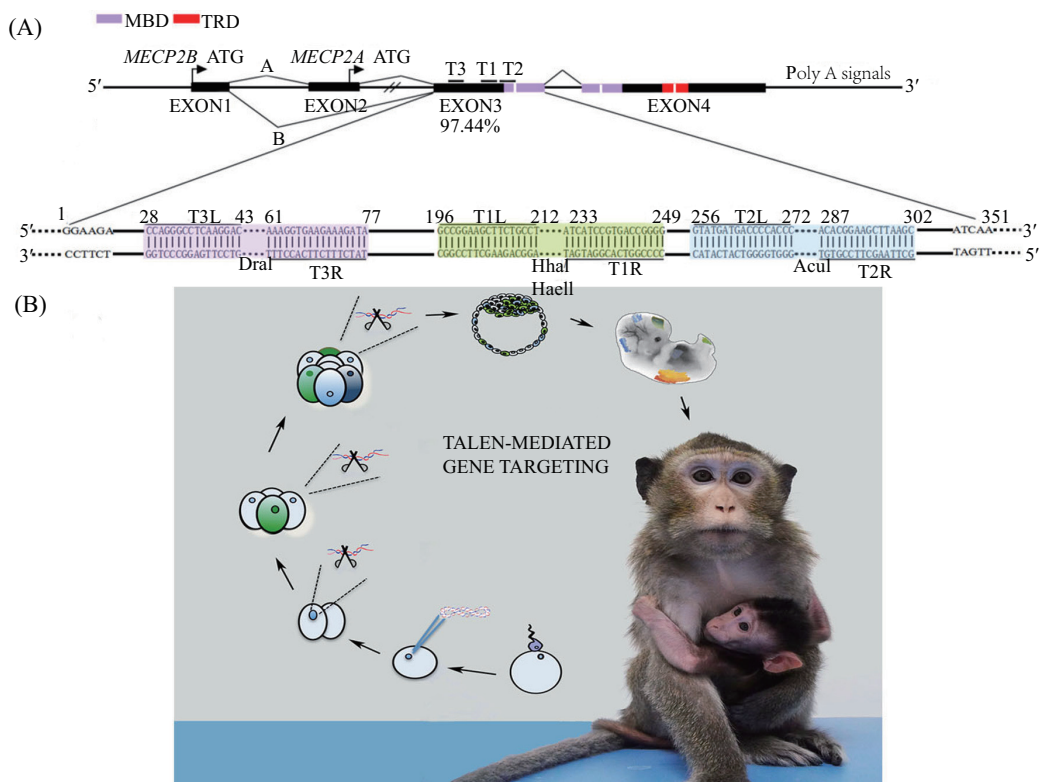 (A)
MBD TRD
MECP2B ATG MECP2A ATG
A T3 T1 T2 Poly A signals
5′ 3′
EXON1 EXON2 EXON3 EXON4
B 97.44%
1 28 T3L 43 61 77 196 T1L 212 233 249 256 T2L 272 287 302 351
5′ GGAAGA CCAGGGCCTCAAGGAC AAAGGTGAAGAAAGATA GCCGGAAGCTTCTGCCT ATCATCCGTGACCGGGG GTATGATGACCCCACCC ACACGGAAGCTTAAGC ATCAA 3′
3′ CCTTCT GGTCCCGGAGTTCCTG TTTCCACTTCTTTCTAT CGGCCTTCGAAGACGGA TAGTAGGCACTGGCCCC CATACTACTGGGGTGGG TGTGCCTTCGAATTCG TAGTT 5′
DraI T3R HhaI T1R AcuI T2R
HaeII
(B)
TALEN-MEDIATED
GENE TARGETING